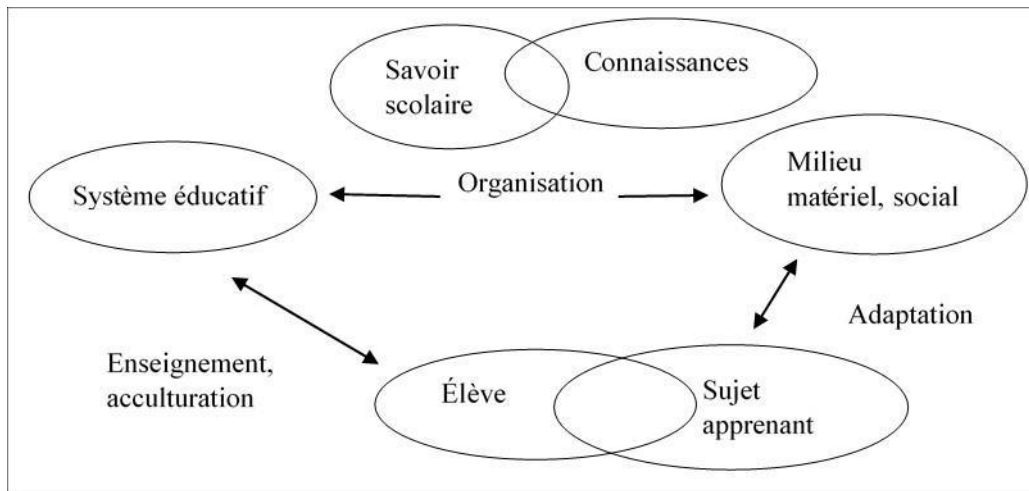 Savoir
scolaire
Connaissances
Système éducatif
Organisation
Milieu
matériel, social
Adaptation
Enseignement,
acculturation
Élève
Sujet
apprenant